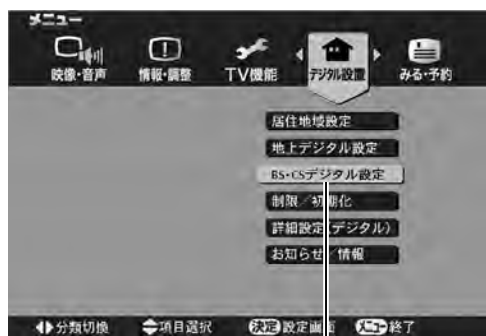 メニュー
映像・音声 情報・調整 TV機能 デジタル設置 みる・予約
居住地域設定
地上デジタル設定
BS・CSデジタル設定
制限/初期化
詳細設定(デジタル)
お知らせ/情報
分類切換 項目選択 決定 設定画面 メニュー 終了